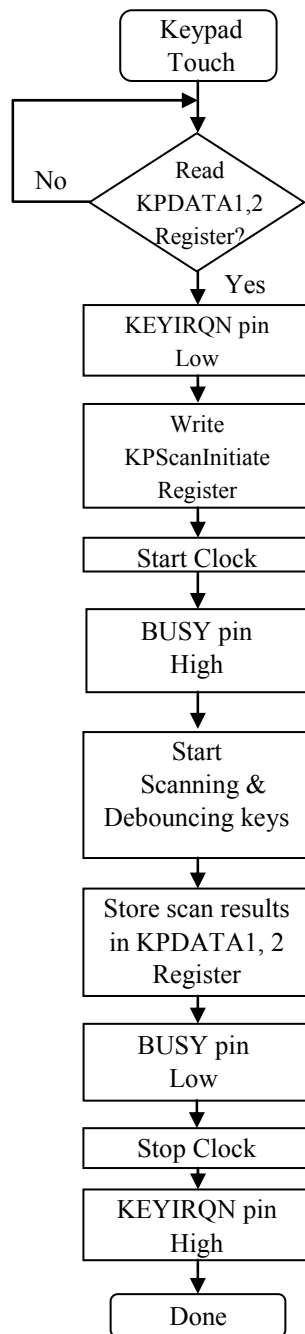 Keypad
Touch
Read
No
KPDATA1,2
Register?
Yes
KEYIRQN pin
Low
Write
KPScanInitiate
Register
Start Clock
BUSY pin
High
Start
Scanning &
Debouncing keys
Store scan results
in KPDATA1, 2
Register
BUSY pin
Low
Stop Clock
KEYIRQN pin
High
Done